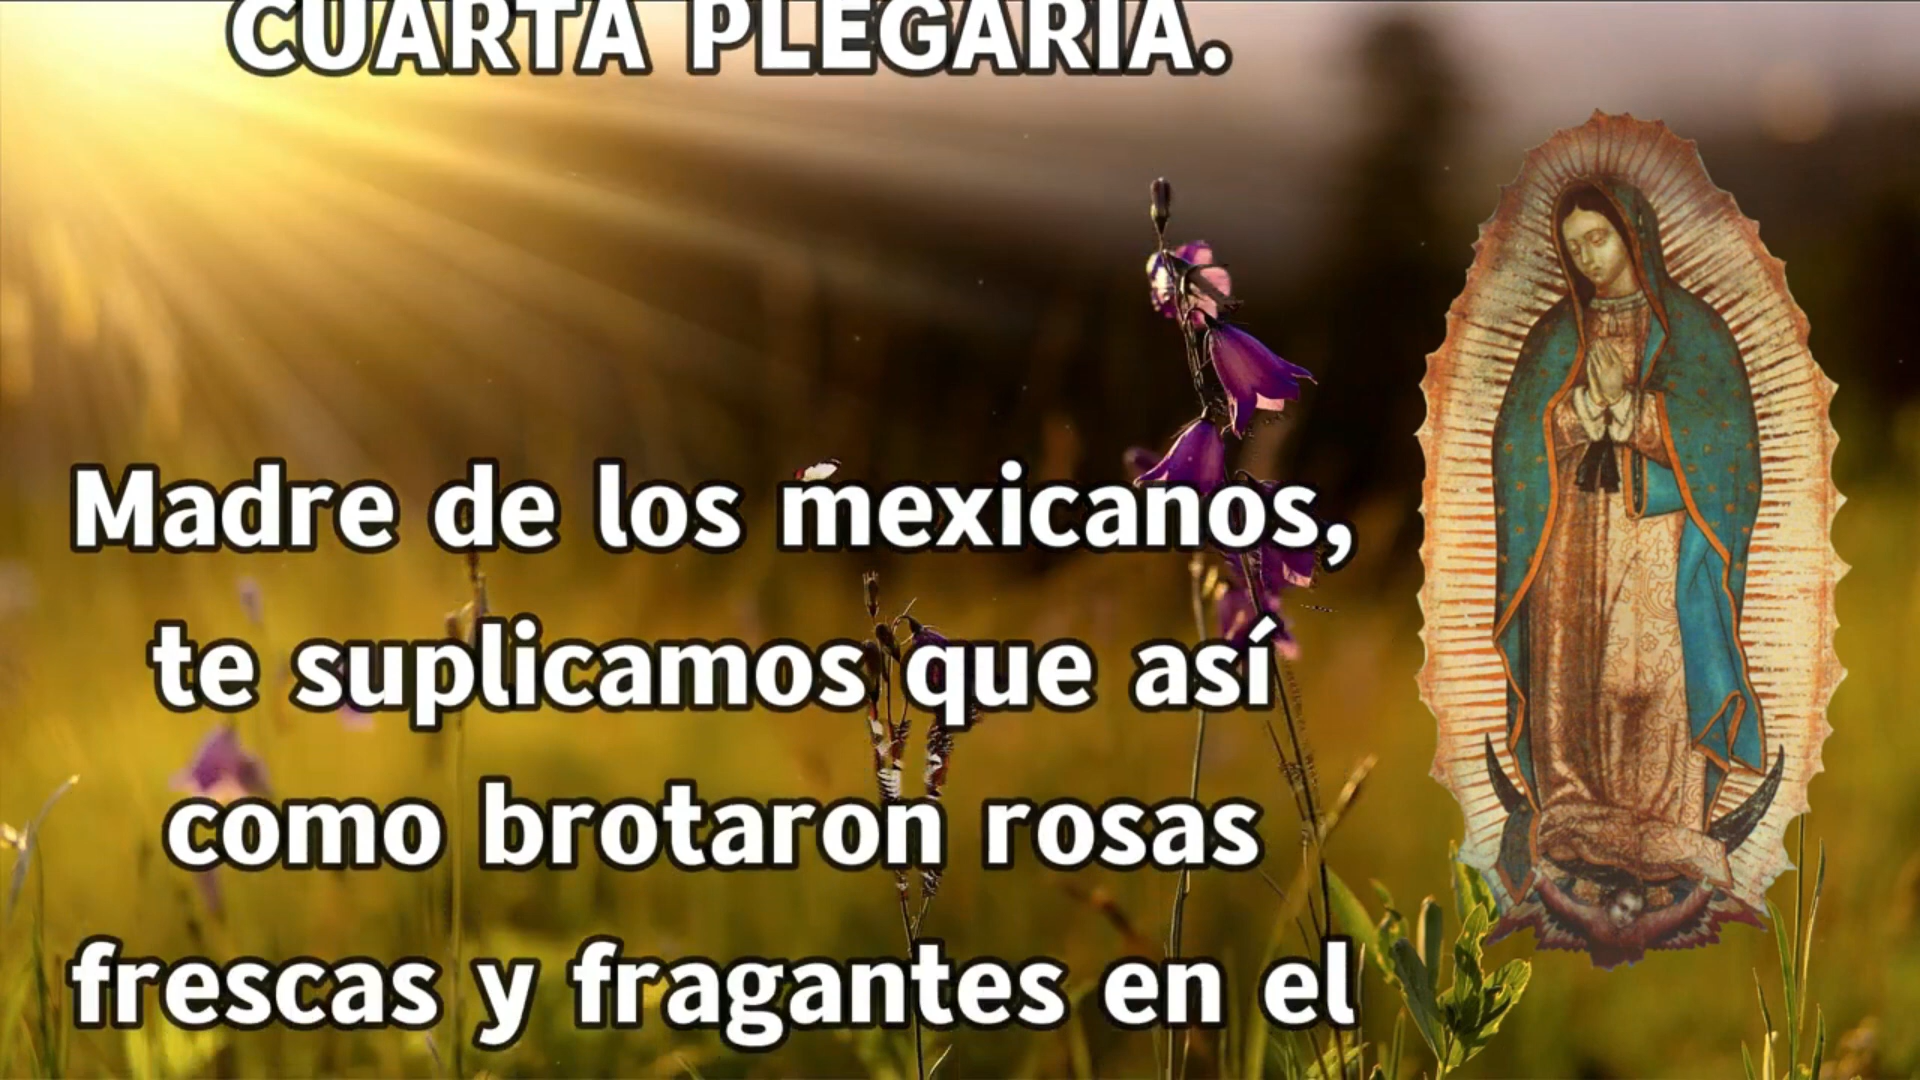 CUARTA PLEGARIA.
Madre de los mexicanos,
te suplicamos que así
como brotaron rosas
frescas y fragantes en el